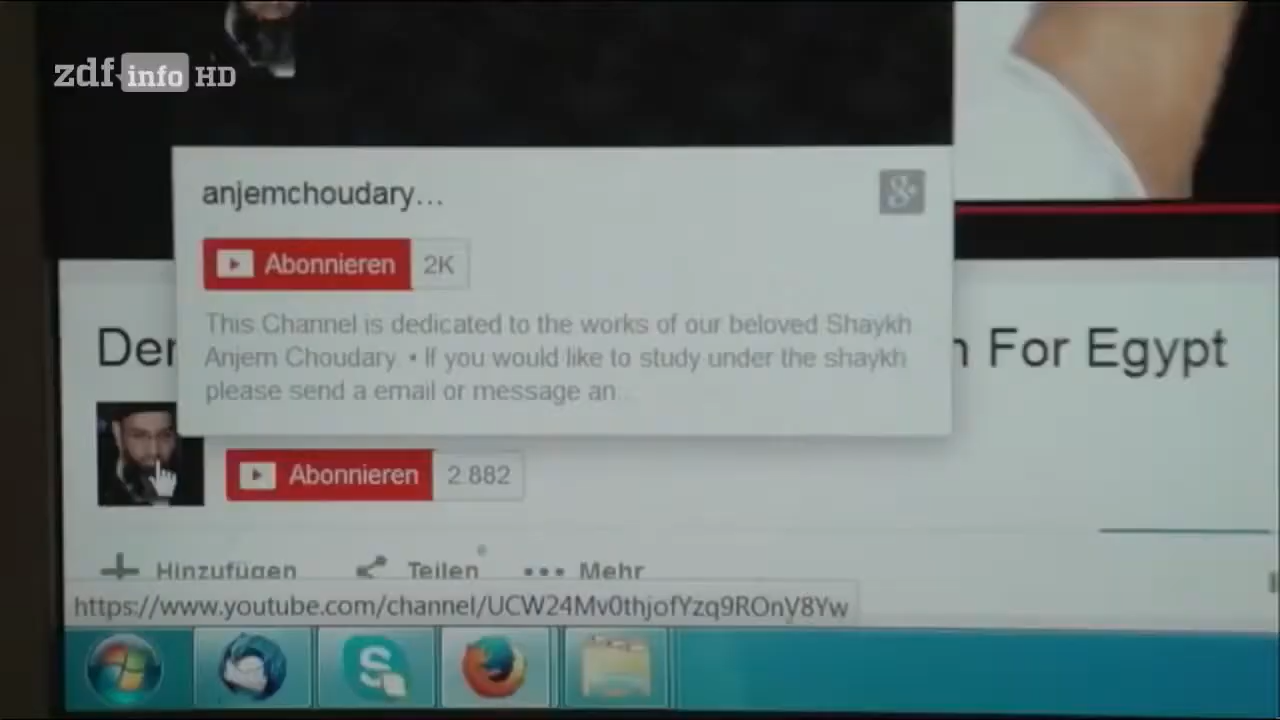 zdf info HD
anjemchoudary...
Abonnieren 2K
This Channel is dedicated to the works of our beloved Shaykh
Anjem Choudary • If you would like to study under the shaykh
please send a email or message an...
For Egypt
Abonnieren 2.882
Hinzufügen Teilen Mehr
https://www.youtube.com/channel/UCW24Mv0thjofYzq9ROnV8Yw